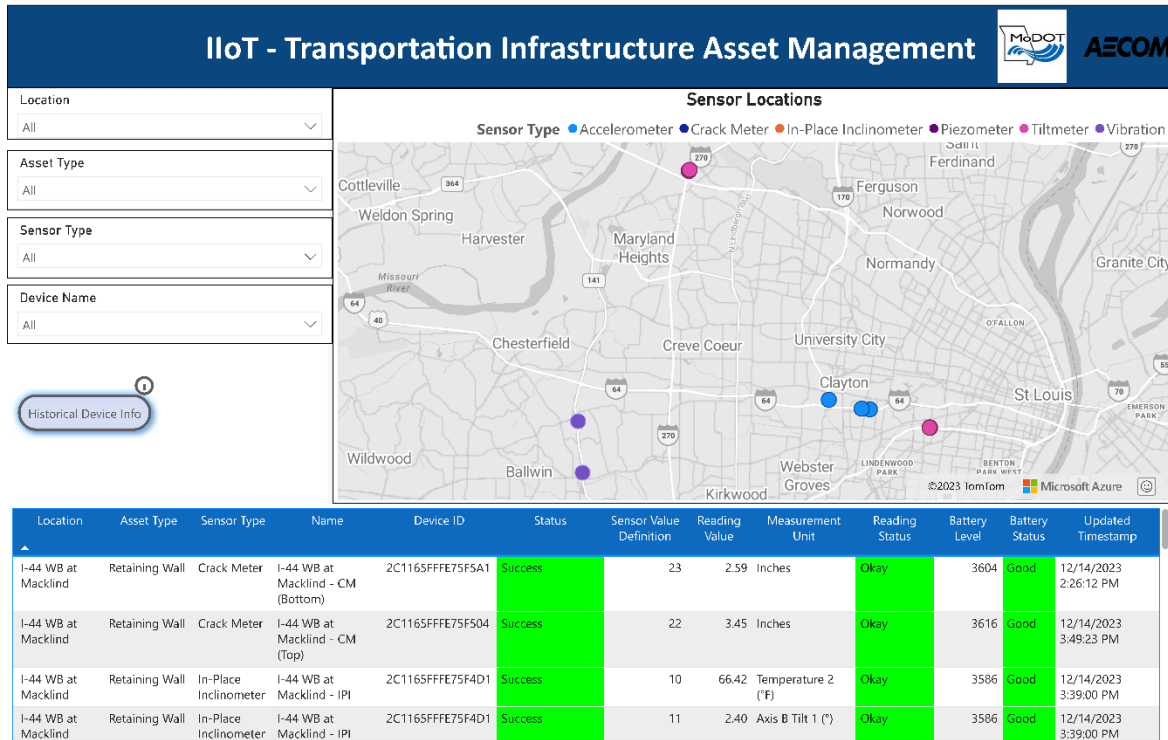 IIoT - Transportation Infrastructure Asset Management
MoDOT
AECOM
Location
All
Asset Type
All
Sensor Type
All
Device Name
All
Historical Device Info
Sensor Locations
Sensor Type Accelerometer Crack Meter In-Place Inclinometer Piezometer Tiltmeter Vibration
270
Saint
Ferdinand
270
Cottleville
364
Ferguson
170
Weldon Spring
Norwood
N Lindbergh Blvd
Harvester
Maryland
Heights
Normandy
Granite City
Missouri
River
141
64
40
O'FALLON
Chesterfield
Creve Coeur
University City
55
Clayton
64
64
64
St Louis
70
EMERSON
PARK
270
Wildwood
Ballwin
Webster
Groves
LINDENWOOD
PARK
BENTON
PARK WEST
Kirkwood
©2023 TomTom
Microsoft Azure
Location Asset Type Sensor Type Name Device ID Status Sensor Value Reading Measurement Reading Battery Battery Updated
Definition Value Unit Status Level Status Timestamp
I-44 WB at Retaining Wall Crack Meter I-44 WB at 2C1165FFFE75F5A1 Success 23 2.59 Inches Okay 3604 Good 12/14/2023
Macklind Macklind - CM 2:26:12 PM
(Bottom)
I-44 WB at Retaining Wall Crack Meter I-44 WB at 2C1165FFFE75F504 Success 22 3.45 Inches Okay 3616 Good 12/14/2023
Macklind Macklind - CM 3:49:23 PM
(Top)
I-44 WB at Retaining Wall In-Place I-44 WB at 2C1165FFFE75F4D1 Success 10 66.42 Temperature 2 Okay 3586 Good 12/14/2023
Macklind Inclinometer Macklind - IPI (°F) 3:39:00 PM
I-44 WB at Retaining Wall In-Place I-44 WB at 2C1165FFFE75F4D1 Success 11 2.40 Axis B Tilt 1 (°) Okay 3586 Good 12/14/2023
Macklind Inclinometer Macklind - IPI 3:39:00 PM